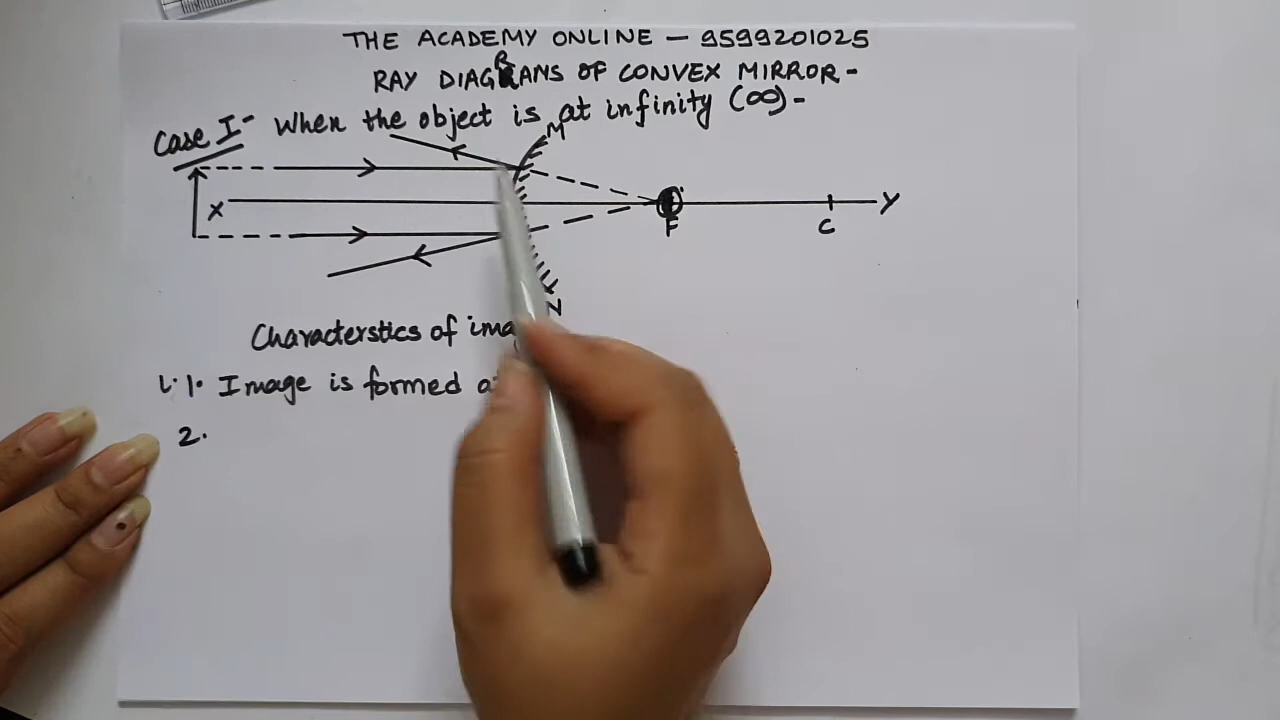 THE ACADEMY ONLINE - 9599201025
RAY DIAGRAMS OF CONVEX MIRROR-
Case I- When the object is at infinity (∞)-
M
X
Y
F
C
N
Characterstics of
1. 1. Image is formed
2.